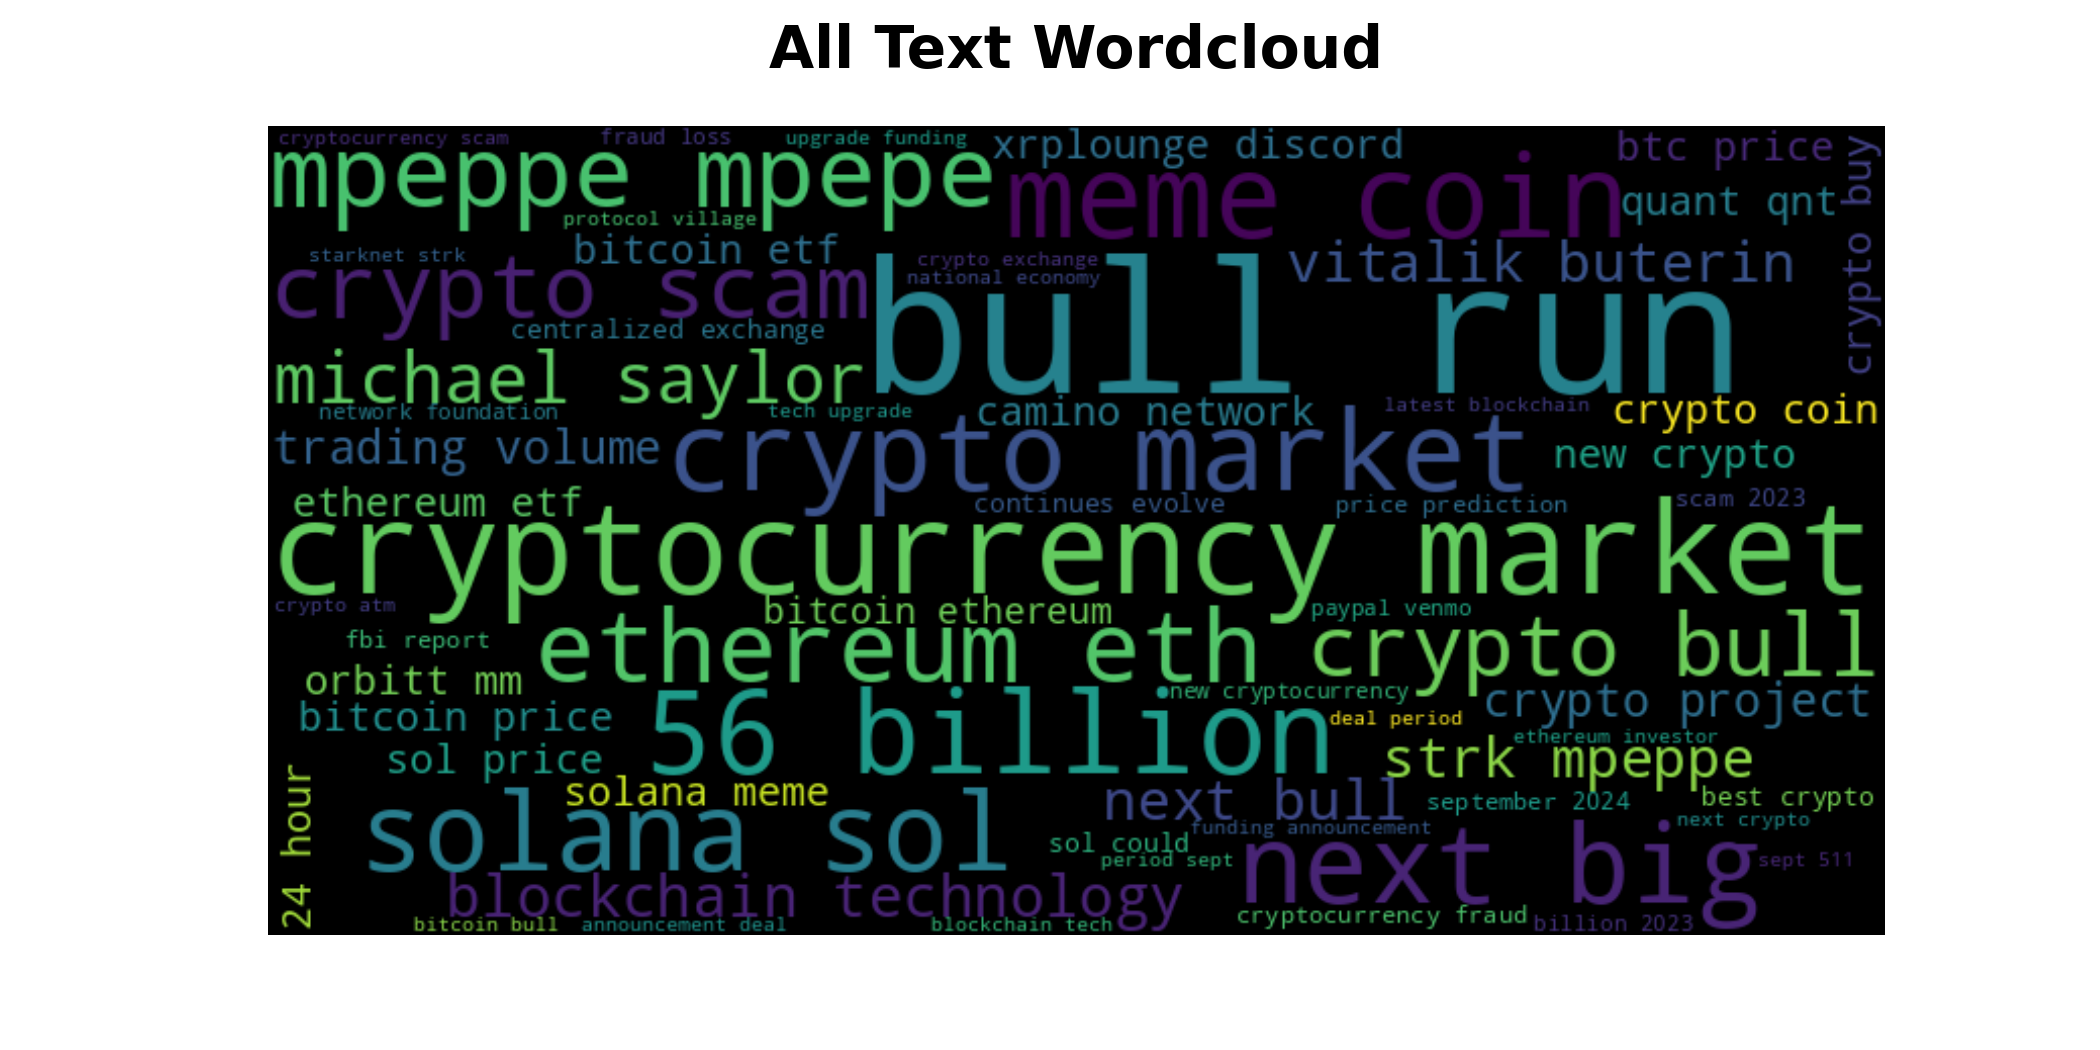 All Text Wordcloud
cryptocurrency scam
fraud loss
upgrade funding
xrplounge discord
btc price
crypto buy
mpeppe mpepe
meme coin
quant qnt
protocol village
bitcoin etf
starknet strk
crypto exchange
vitalik buterin
national economy
crypto scam
bull run
centralized exchange
michael saylor
network foundation
tech upgrade
camino network
latest blockchain
crypto coin
trading volume
crypto market
new crypto
ethereum etf
continues evolve
price prediction
scam 2023
cryptocurrency market
crypto atm
bitcoin ethereum
paypal venmo
fbi report
ethereum eth
crypto bull
orbitt mm
new cryptocurrency
crypto project
bitcoin price
56 billion
deal period
ethereum investor
sol price
strk mpeppe
24 hour
solana meme
next bull
september 2024
best crypto
solana sol
funding announcement
next crypto
sol could
period sept
next big
sept 511
blockchain technology
bitcoin bull
announcement deal
blockchain tech
cryptocurrency fraud
billion 2023